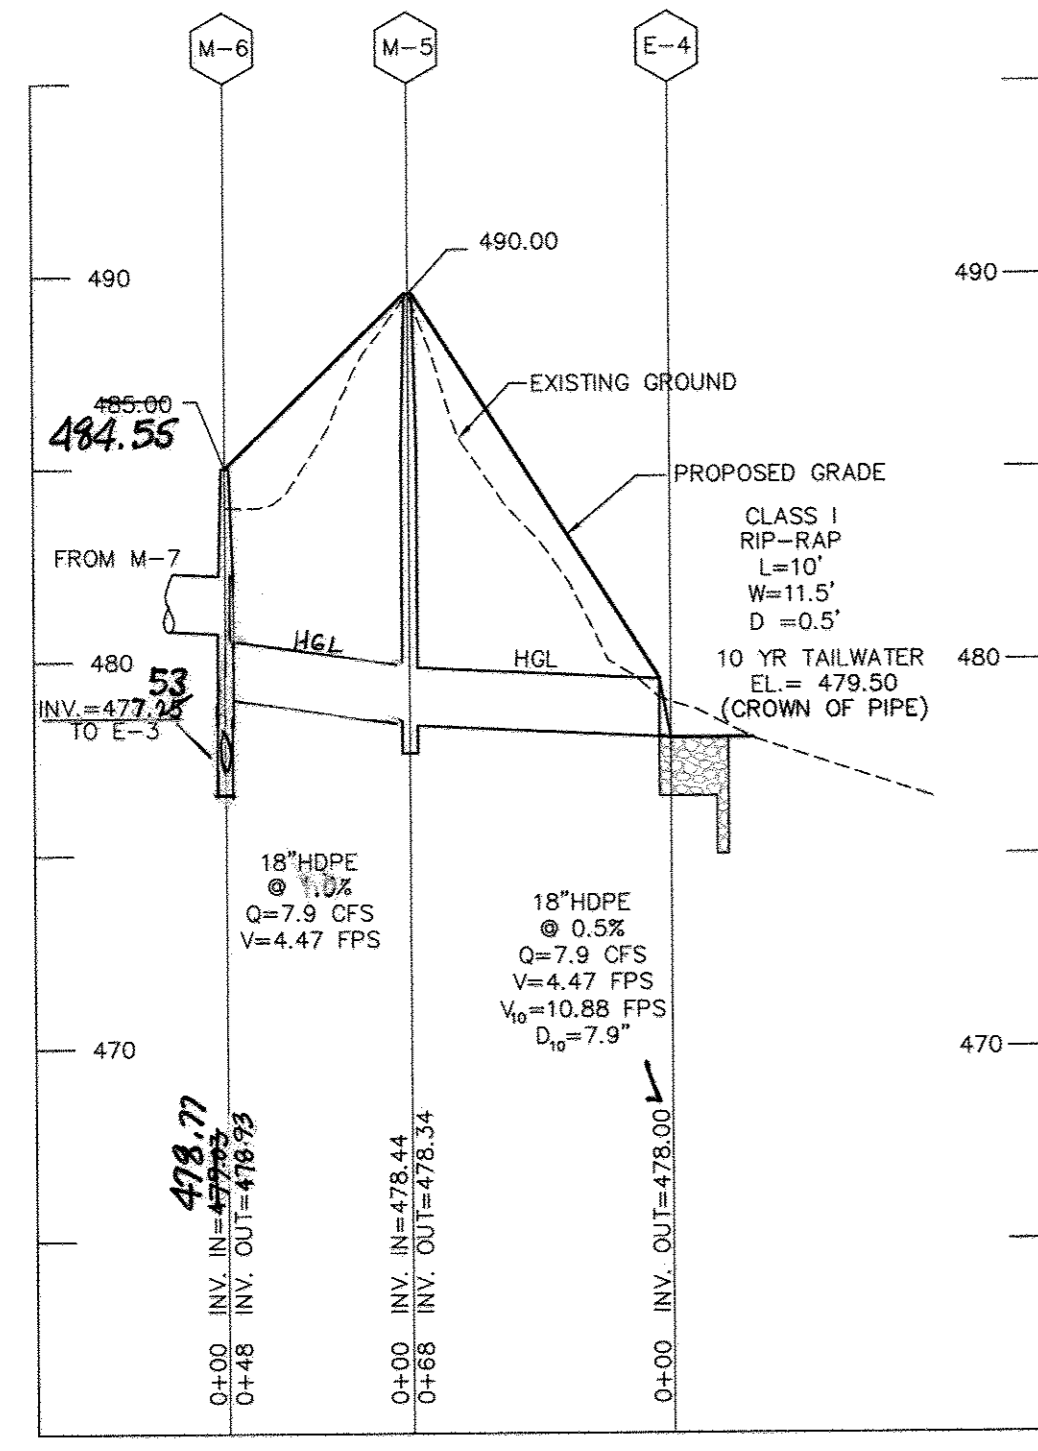 M-6
M-5
E-4
490.00
490
490
EXISTING GROUND
485.00
484.55
PROPOSED GRADE
CLASS I
RIP-RAP
L=10'
W=11.5'
D =0.5'
FROM M-7
HGL
HGL
480
480
10 YR TAILWATER
EL.= 479.50
(CROWN OF PIPE)
53
INV.=477.25
TO E-3
18"HDPE
@ 1.0%
Q=7.9 CFS
V=4.47 FPS
18"HDPE
@ 0.5%
Q=7.9 CFS
V=4.47 FPS
V10=10.88 FPS
D10=7.9"
470
470
478.77
0+00 INV. IN=479.03
0+48 INV. OUT=478.93
0+00 INV. IN=478.44
0+68 INV. OUT=478.34
0+00 INV. OUT=478.00